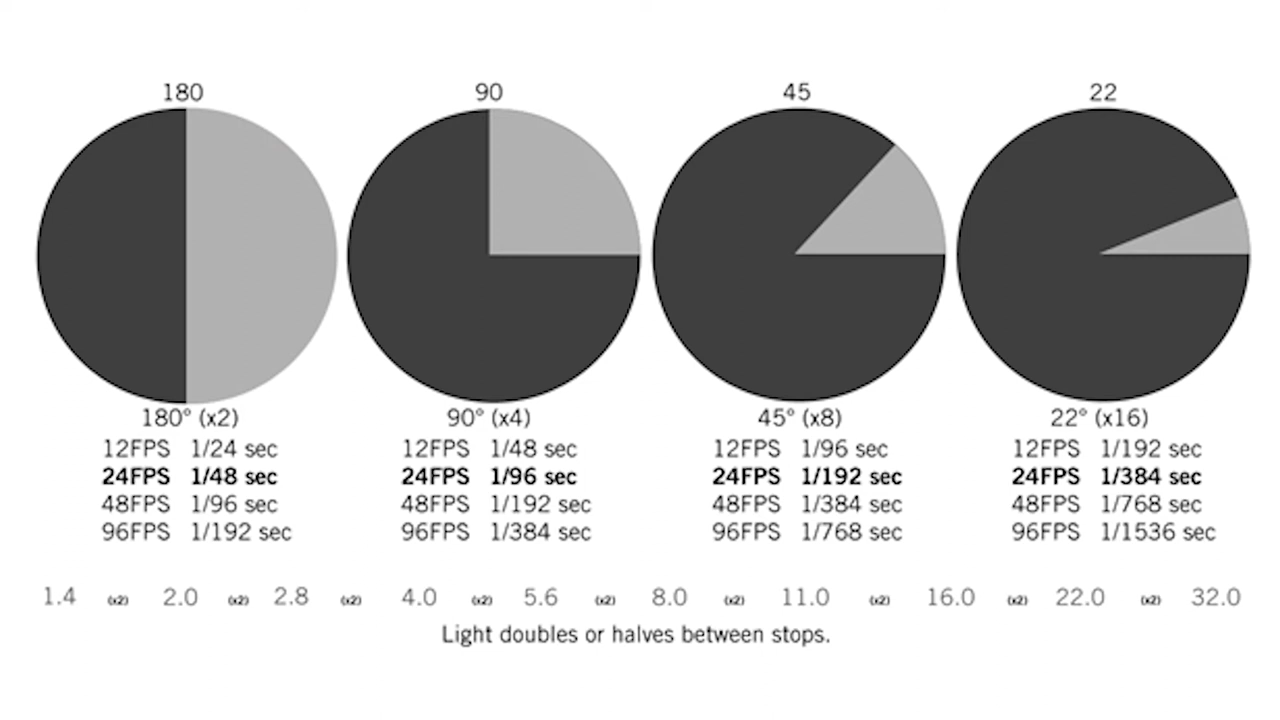 180
90
45
22
180° (x2)
12FPS 1/24 sec
24FPS 1/48 sec
48FPS 1/96 sec
96FPS 1/192 sec
90° (x4)
12FPS 1/48 sec
24FPS 1/96 sec
48FPS 1/192 sec
96FPS 1/384 sec
45° (x8)
12FPS 1/96 sec
24FPS 1/192 sec
48FPS 1/384 sec
96FPS 1/768 sec
22° (x16)
12FPS 1/192 sec
24FPS 1/384 sec
48FPS 1/768 sec
96FPS 1/1536 sec
1.4 (x2) 2.0 (x2) 2.8 (x2) 4.0 (x2) 5.6 (x2) 8.0 (x2) 11.0 (x2) 16.0 (x2) 22.0 (x2) 32.0
Light doubles or halves between stops.